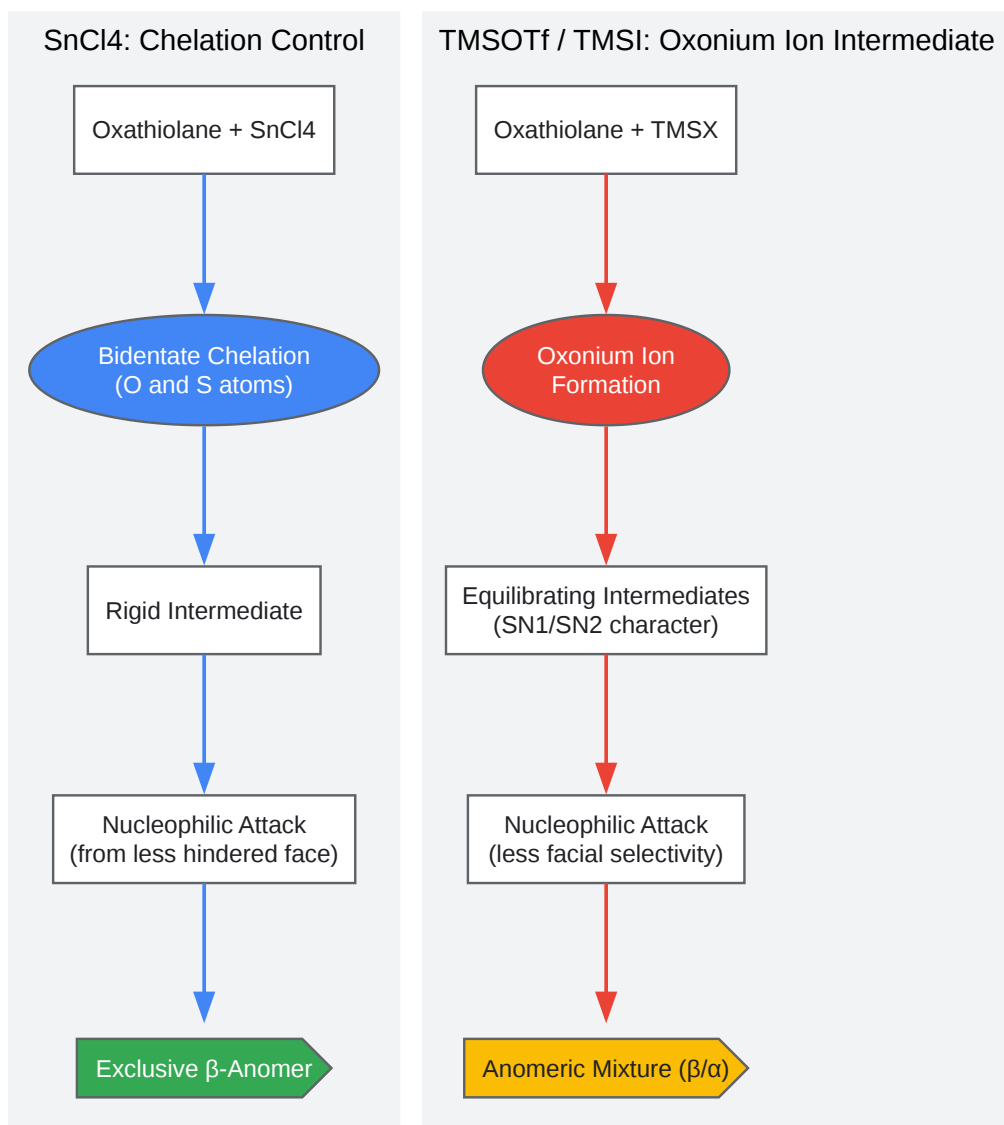 SnCl4: Chelation Control
Oxathiolane + SnCl4
Bidentate Chelation
(O and S atoms)
Rigid Intermediate
Nucleophilic Attack
(from less hindered face)
Exclusive β-Anomer
TMSOTf / TMSI: Oxonium Ion Intermediate
Oxathiolane + TMSX
Oxonium Ion
Formation
Equilibrating Intermediates
(SN1/SN2 character)
Nucleophilic Attack
(less facial selectivity)
Anomeric Mixture (β/α)